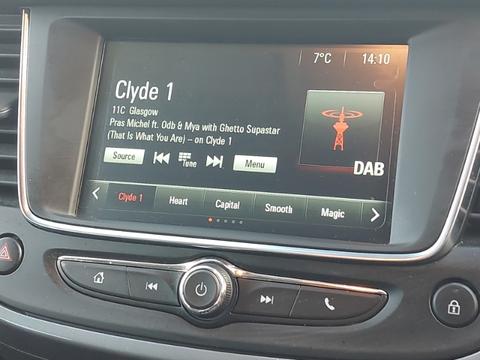 7°C 14:10
Clyde 1
11C Glasgow
Pras Michel ft. Odb & Mya with Ghetto Supastar
(That Is What You Are) – on Clyde 1
Source Tune Menu
DAB
Clyde 1 Heart Capital Smooth Magic